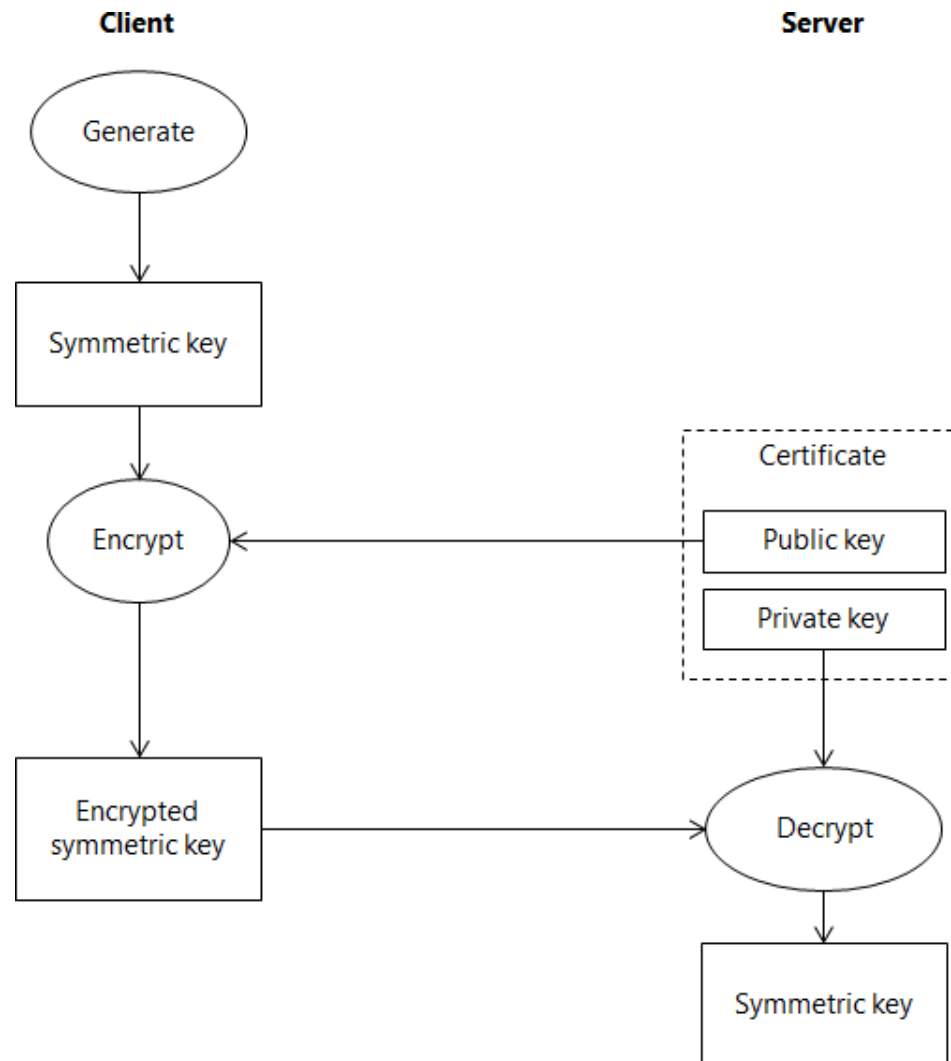 Client
Server
Generate
Symmetric key
Certificate
Encrypt
Public key
Private key
Encrypted
symmetric key
Decrypt
Symmetric key